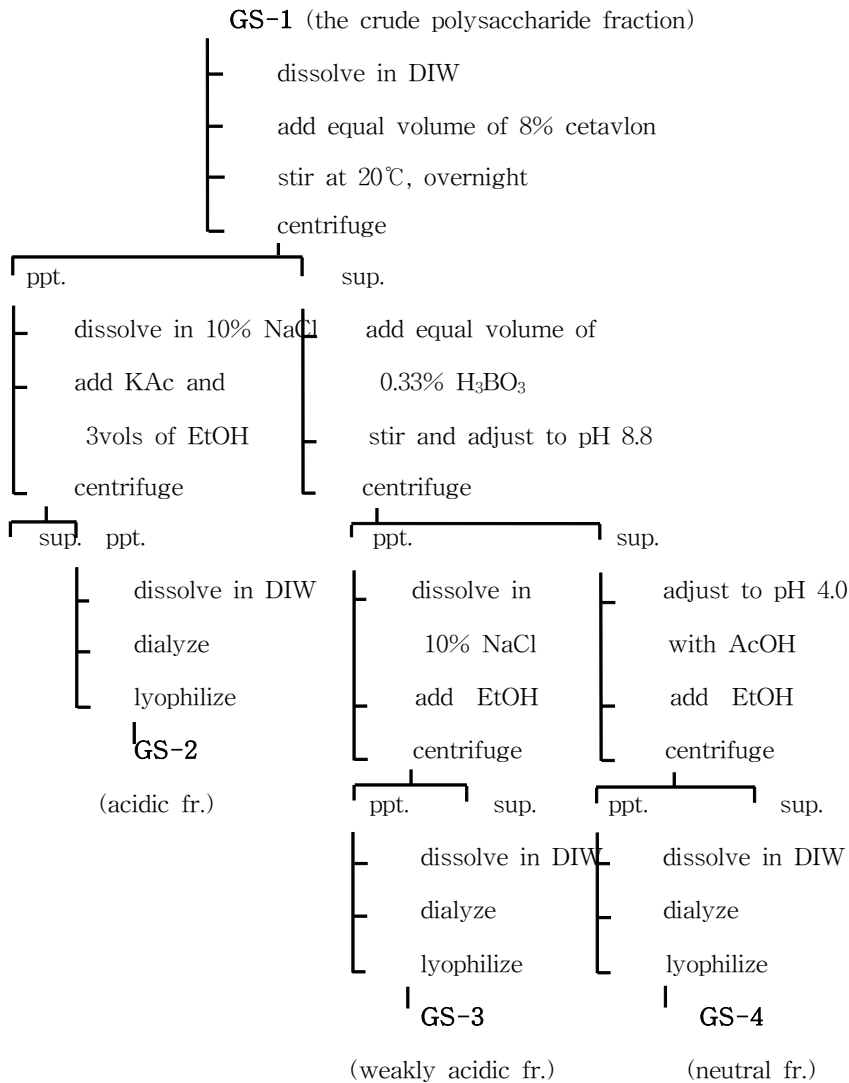 GS-1 (the crude polysaccharide fraction)
dissolve in DIW
add equal volume of 8% cetavlon
stir at 20℃, overnight
centrifuge
ppt.
sup.
dissolve in 10% NaCl
add KAc and
3vols of EtOH
centrifuge
add equal volume of
0.33% H₃BO₃
stir and adjust to pH 8.8
centrifuge
sup.
ppt.
dissolve in DIW
dialyze
lyophilize
GS-2
(acidic fr.)
ppt.
sup.
dissolve in
10% NaCl
add EtOH
centrifuge
adjust to pH 4.0
with AcOH
add EtOH
centrifuge
ppt.
sup.
dissolve in DIW
dialyze
lyophilize
GS-3
(weakly acidic fr.)
ppt.
sup.
dissolve in DIW
dialyze
lyophilize
GS-4
(neutral fr.)